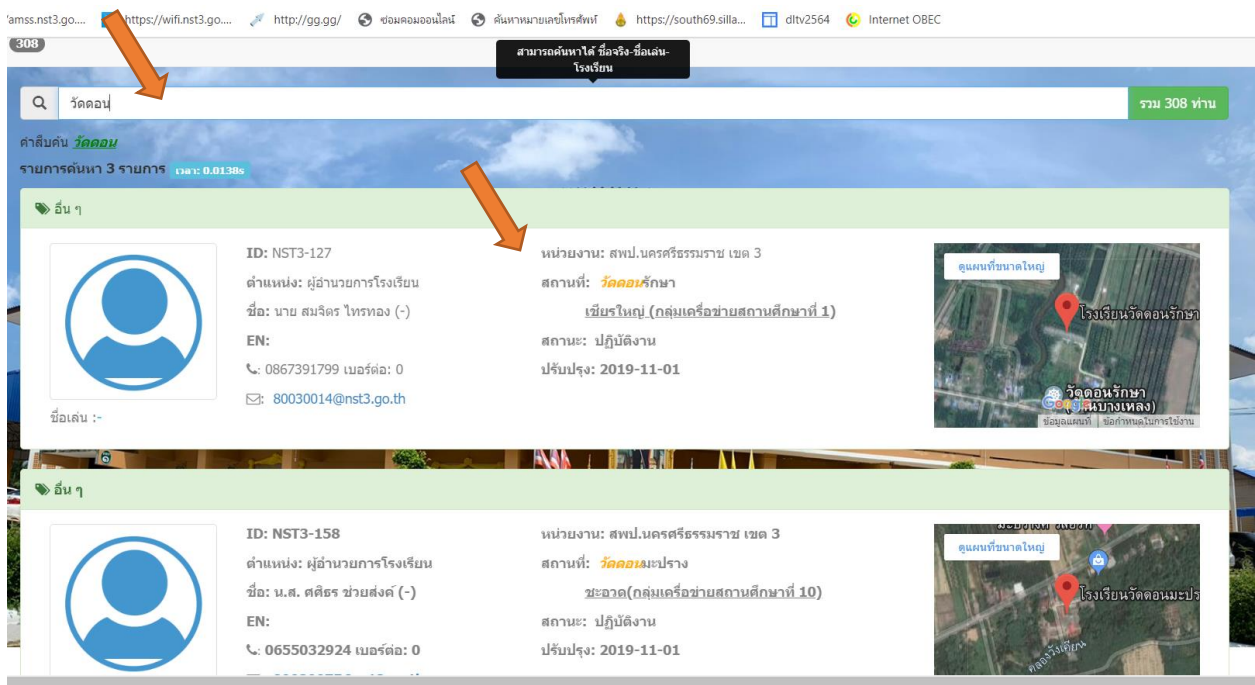 'amss.nst3.go.... https://wifi.nst3.go.... http://gg.gg/ ซ่อมคอมออนไลน์ ค้นหาหมายเลขโทรศัพท์ https://south69.silla... dltv2564 Internet OBEC
308
สามารถค้นหาได้ ชื่อจริง-ชื่อเล่น-
โรงเรียน
วัดดอน
รวม 308 ท่าน
คำสืบค้น วัดดอน
รายการค้นหา 3 รายการ เวลา: 0.0138s
อื่น ๆ
ID: NST3-127
ตำแหน่ง: ผู้อำนวยการโรงเรียน
ชื่อ: นาย สมจิตร ไทรทอง (-)
EN:
: 0867391799 เบอร์ต่อ: 0
: 80030014@nst3.go.th
ชื่อเล่น :-
หน่วยงาน: สพป.นครศรีธรรมราช เขต 3
สถานที่: วัดดอนรักษา
เชียรใหญ่ (กลุ่มเครือข่ายสถานศึกษาที่ 1)
สถานะ: ปฏิบัติงาน
ปรับปรุง: 2019-11-01
ดูแผนที่ขนาดใหญ่
โรงเรียนวัดดอนรักษา
วัดดอนรักษา
ข้อมูลแผนที่ ข้อกำหนดในการใช้งาน
อื่น ๆ
ID: NST3-158
ตำแหน่ง: ผู้อำนวยการโรงเรียน
ชื่อ: น.ส. ศศิธร ช่วยส่งค์ (-)
EN:
: 0655032924 เบอร์ต่อ: 0
หน่วยงาน: สพป.นครศรีธรรมราช เขต 3
สถานที่: วัดดอนมะปราง
ชะอวด(กลุ่มเครือข่ายสถานศึกษาที่ 10)
สถานะ: ปฏิบัติงาน
ปรับปรุง: 2019-11-01
ดูแผนที่ขนาดใหญ่
โรงเรียนวัดดอนมะปร